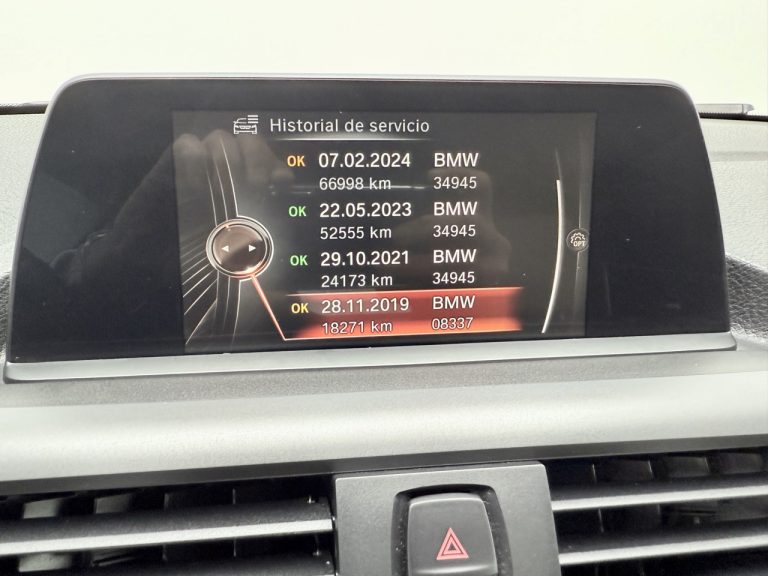 Historial de servicio
OK 07.02.2024 BMW
66998 km 34945
OK 22.05.2023 BMW
52555 km 34945
OK 29.10.2021 BMW
24173 km 34945
OK 28.11.2019 BMW
18271 km 08337
OPT